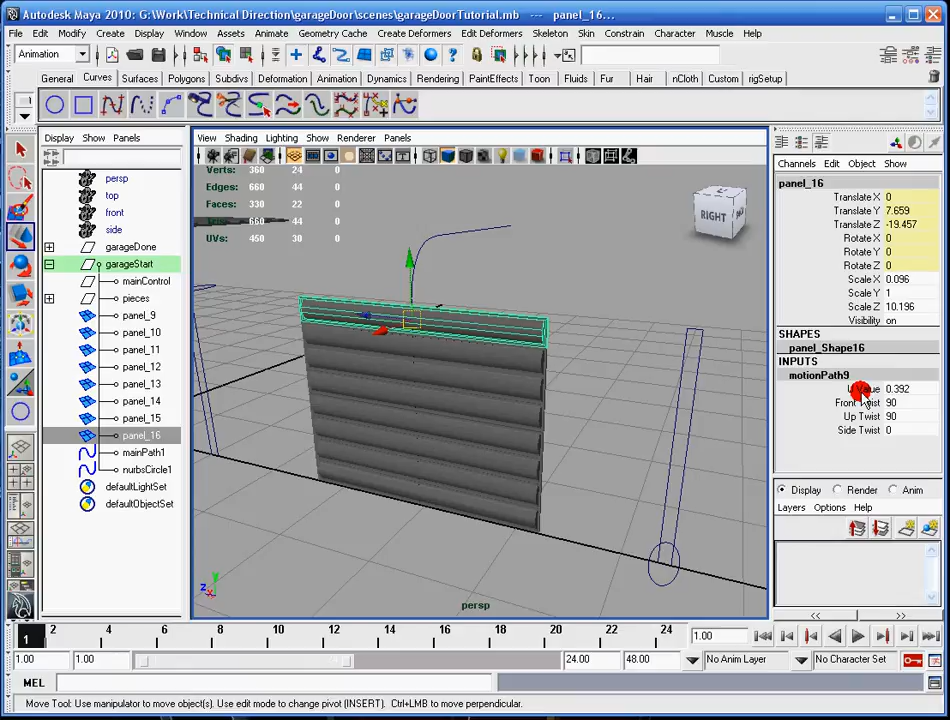 Autodesk Maya 2010: G:\Work\Technical Direction\garageDoor\scenes\garageDoorTutorial.mb --- panel_16...
File Edit Modify Create Display Window Assets Animate Geometry Cache Create Deformers Edit Deformers Skeleton Skin Constrain Character Muscle Help
Animation
General Curves Surfaces Polygons Subdivs Deformation Animation Dynamics Rendering PaintEffects Toon Fluids Fur Hair nCloth Custom rigSetup
Display Show Panels
View Shading Lighting Show Renderer Panels
Channels Edit Object Show
persp
top
front
side
garageDone
garageStart
mainControl
pieces
panel_9
panel_10
panel_11
panel_12
panel_13
panel_14
panel_15
panel_16
mainPath1
nurbsCircle1
defaultLightSet
defaultObjectSet
Verts: 360 24 0
Edges: 660 44 0
Faces: 330 22 0
660 44 0
UVs: 450 30 0
RIGHT
persp
panel_16
Translate X 0
Translate Y 7.659
Translate Z -19.457
Rotate X 0
Rotate Y 0
Rotate Z 0
Scale X 0.096
Scale Y 1
Scale Z 10.196
Visibility on
SHAPES
panel_Shape16
INPUTS
motionPath9
U Value 0.392
Front Twist 90
Up Twist 90
Side Twist 0
Display Render Anim
Layers Options Help
<< >>
1 2 4 6 8 10 12 14 16 18 20 22 24 1.00
1.00 1.00 24.00 48.00 No Anim Layer No Character Set
MEL
Move Tool: Use manipulator to move object(s). Use edit mode to change pivot (INSERT). Ctrl+LMB to move perpendicular.